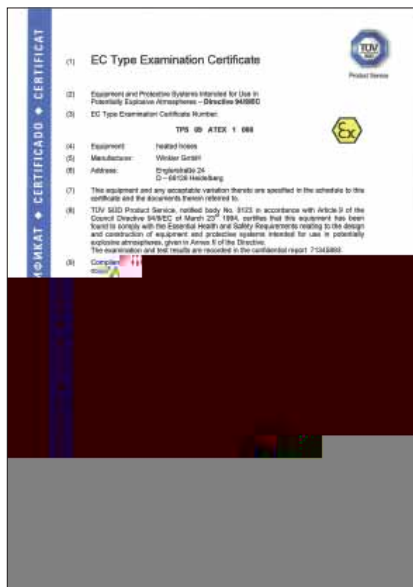 ИФИКАТ ◆ CERTIFICADO ◆ CERTIFICAT
TÜV
SÜD
Product Service
(1) EC Type Examination Certificate
(2) Equipment and Protective Systems Intended for Use in
Potentially Explosive Atmospheres – Directive 94/9/EC
(3) EC Type Examination Certificate Number:
TPS 09 ATEX 1
Ex
(4) Equipment: heated hoses
(5) Manufacturer: Winkler GmbH
(6) Address: Englerstraße 24
D – 69126 Heidelberg
(7) This equipment and any acceptable variation thereto are specified in the schedule to this
certificate and the documents therein referred to.
(8) TÜV SÜD Product Service, notified body No. 0123 in accordance with Article 9 of the
Council Directive 94/9/EC of March 23rd 1994, certifies that this equipment has been
found to comply with the Essential Health and Safety Requirements relating to the design
and construction of equipment and protective systems intended for use in potentially
explosive atmospheres, given in Annex II of the Directive.
The examination and test results are recorded in the confidential report
(9)